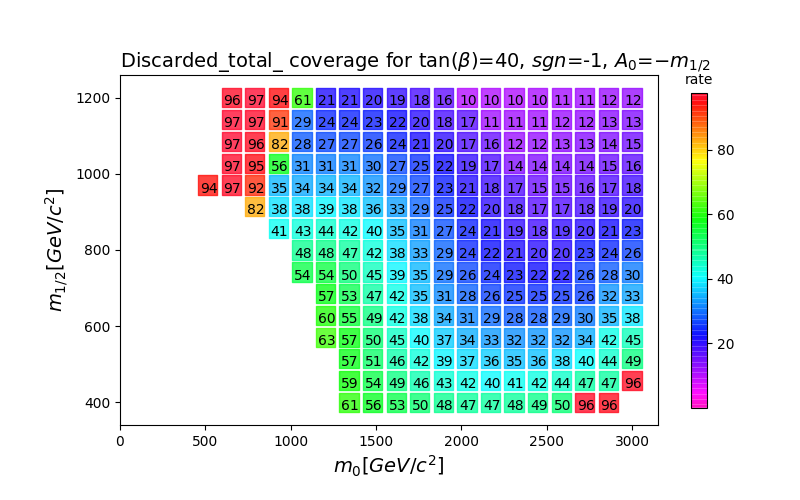 Discarded_total_ coverage for tan(β)=40, sgn=-1, A₀=−m₁/₂
rate
1200 96 97 94 61 21 21 20 19 18 16 10 10 10 10 11 11 12 12
97 97 91 29 24 24 23 22 20 18 17 11 11 11 12 12 13 13 80
97 96 82 28 27 27 26 24 21 20 17 16 12 12 13 13 14 15
1000 97 95 56 31 31 31 30 27 25 22 19 17 14 14 14 14 15 16
94 97 92 35 34 34 34 32 29 27 23 21 18 17 15 15 16 17 18
82 38 38 39 38 36 33 29 25 22 20 18 17 17 18 19 20 60
800 41 43 44 42 40 35 31 27 24 21 19 18 19 20 21 23
48 48 47 42 38 33 29 24 22 21 20 20 23 24 26
54 54 50 45 39 35 29 26 24 23 22 22 26 28 30 40
57 53 47 42 35 31 28 26 25 25 25 26 32 33
600 60 55 49 42 38 34 31 29 28 28 29 30 35 38
63 57 50 45 40 37 34 33 32 32 32 34 42 45 20
57 51 46 42 39 37 36 35 36 38 40 44 49
59 54 49 46 43 42 40 41 42 44 47 47 96
400 61 56 53 50 48 47 47 48 49 50 96 96
0 500 1000 1500 2000 2500 3000
m₀[GeV/c²]
m₁/₂[GeV/c²]